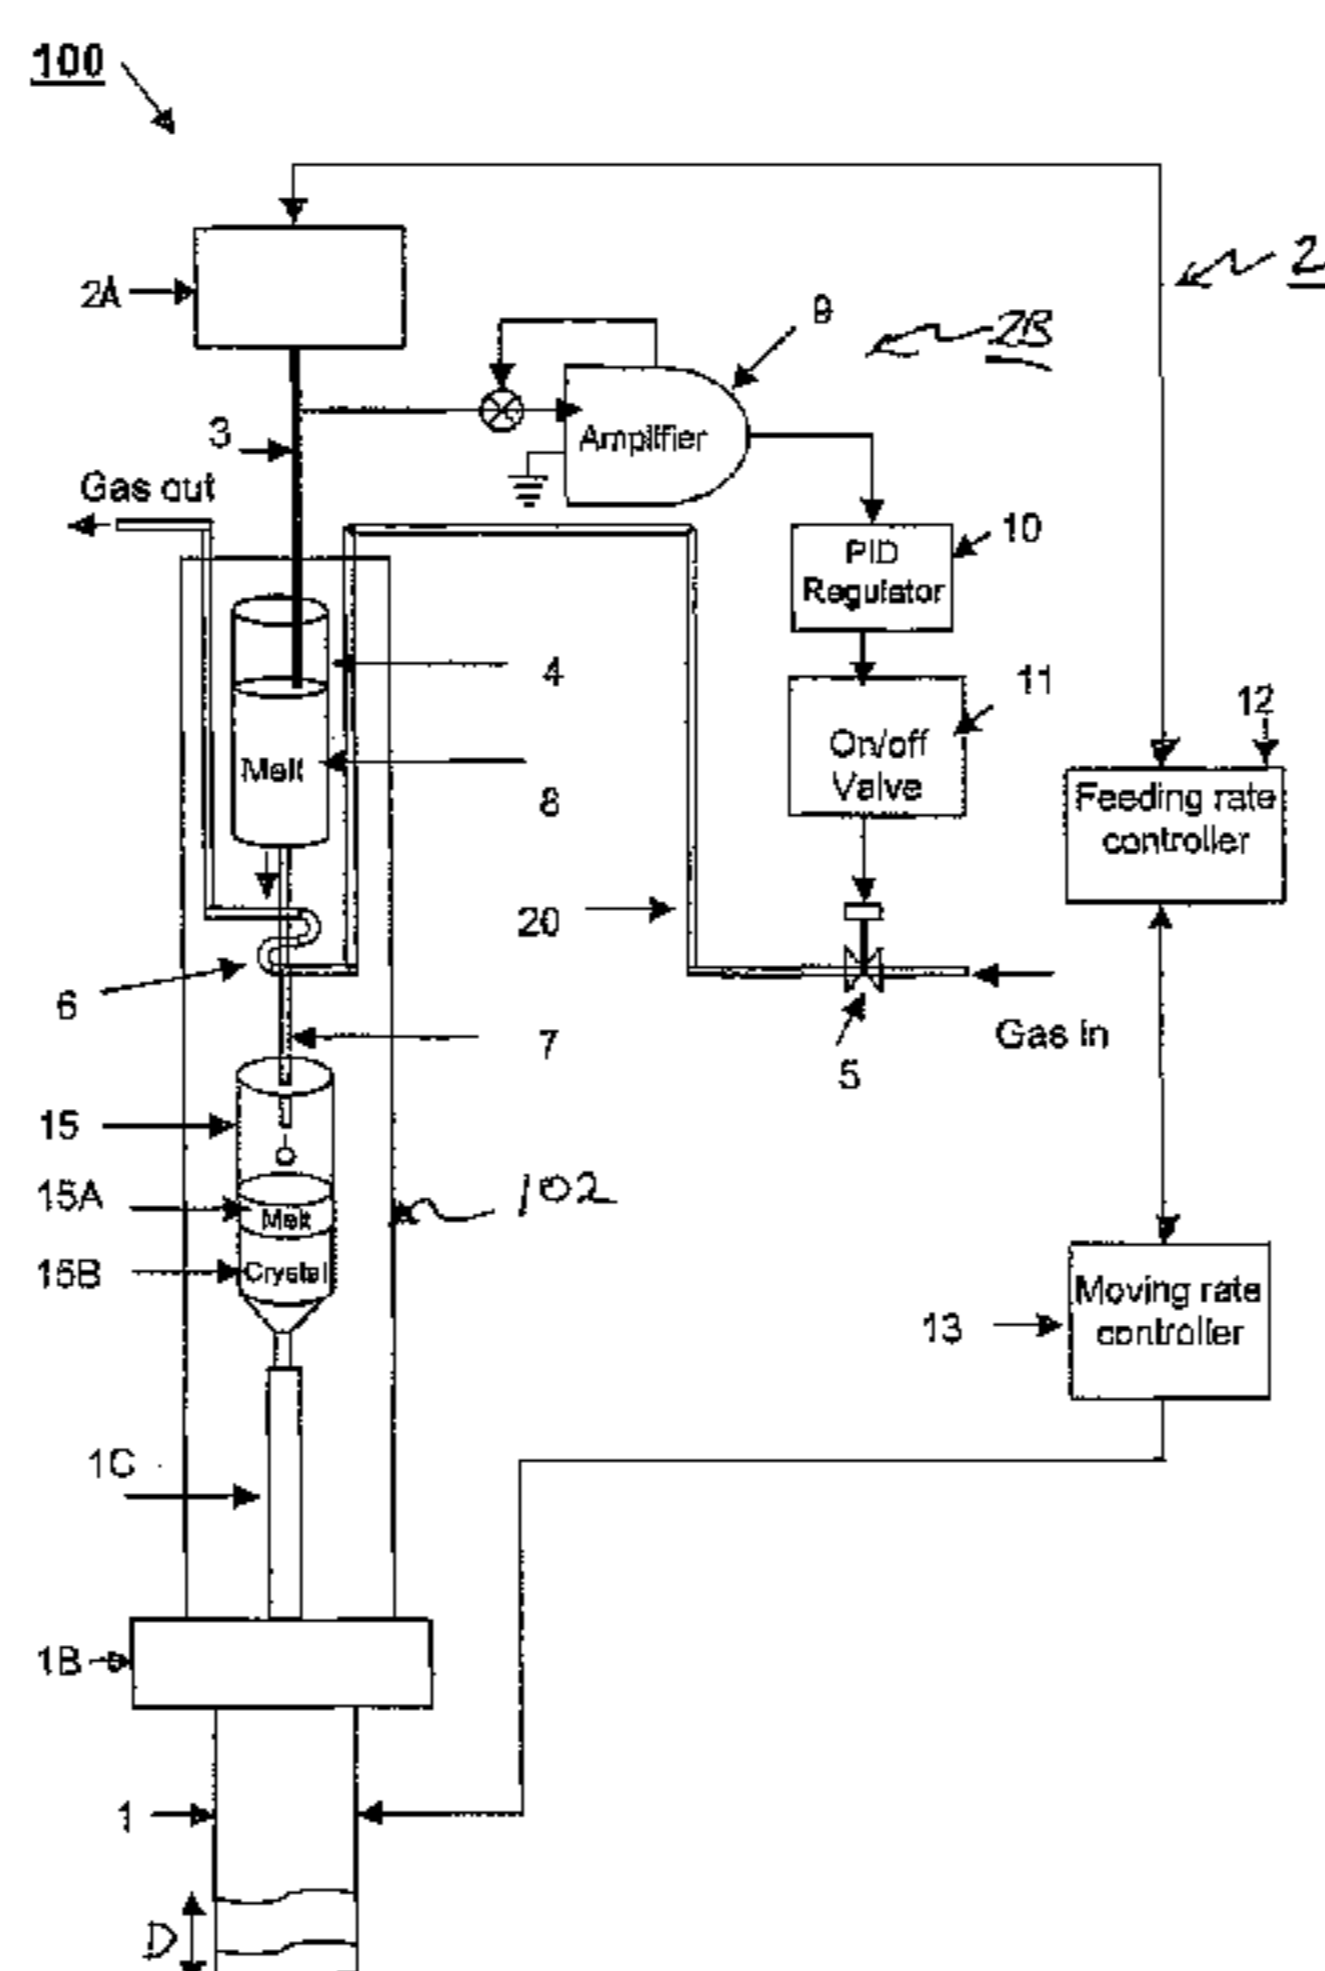 100
2
2A
9
2B
Amplifier
3
Gas out
10
PID
Regulator
4
11
12
On/off
Valve
Melt
8
Feeding rate
controller
20
6
7
Gas in
5
15
15A
Melt
102
15B
Crystal
Moving rate
controller
13
1C
1B
1
D